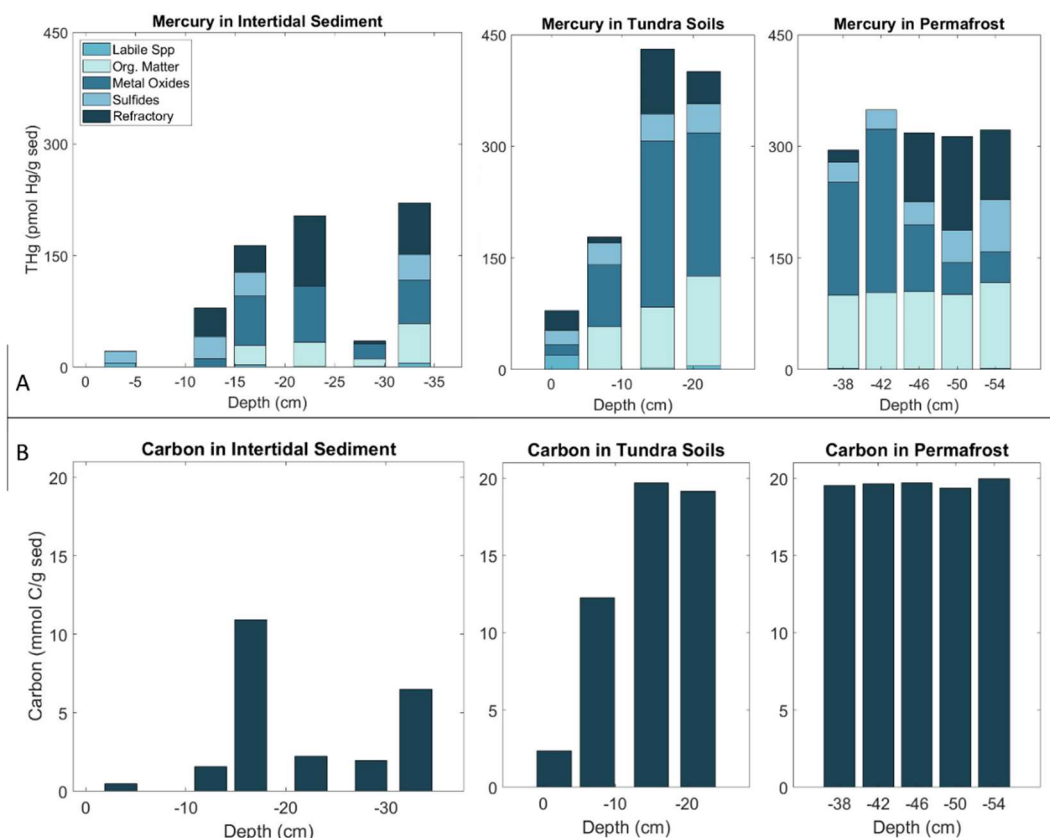 Mercury in Intertidal Sediment
450
300
150
0
THg (pmol Hg/g sed)
Labile Spp
Org. Matter
Metal Oxides
Sulfides
Refractory
0 -5 -10 -15 -20 -25 -30 -35
Depth (cm)
A
Mercury in Tundra Soils
450
300
150
0
0 -10 -20
Depth (cm)
Mercury in Permafrost
450
300
150
0
-38 -42 -46 -50 -54
Depth (cm)
B
Carbon in Intertidal Sediment
20
15
10
5
0
Carbon (mmol C/g sed)
0 -10 -20 -30
Depth (cm)
Carbon in Tundra Soils
20
15
10
5
0
0 -10 -20
Depth (cm)
Carbon in Permafrost
20
15
10
5
0
-38 -42 -46 -50 -54
Depth (cm)